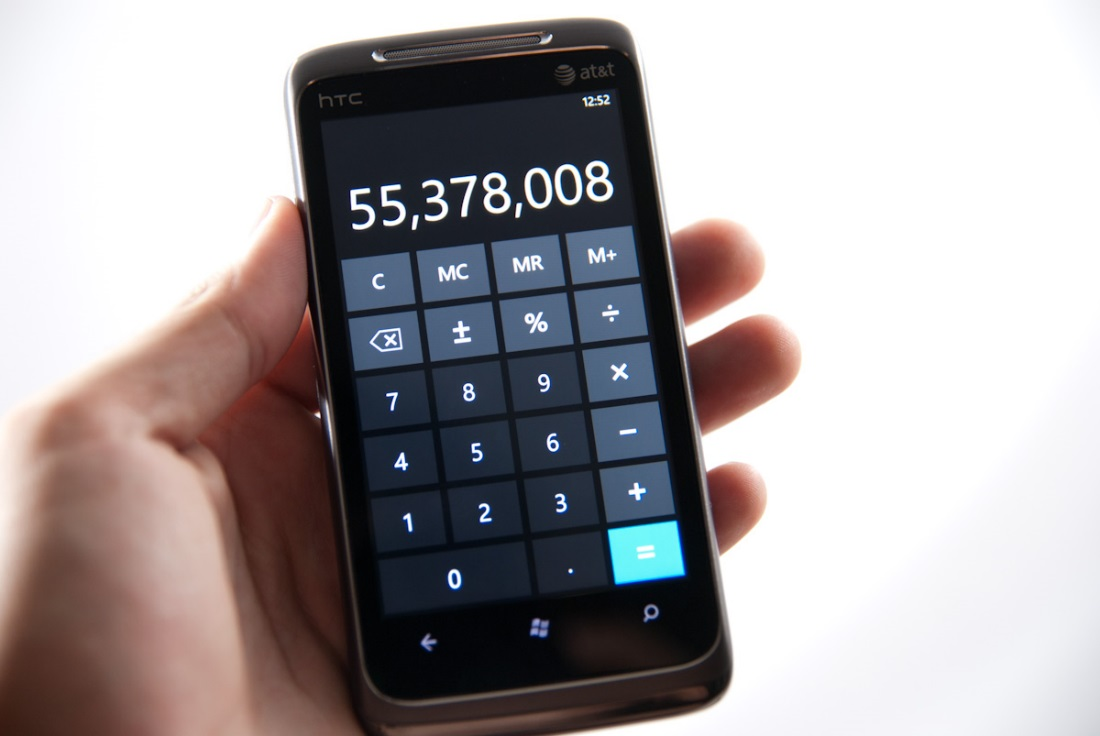 at&t
hTC
12:52
55,378,008
C MC MR M+
± % ÷
7 8 9 ×
4 5 6 −
1 2 3 +
0 . =